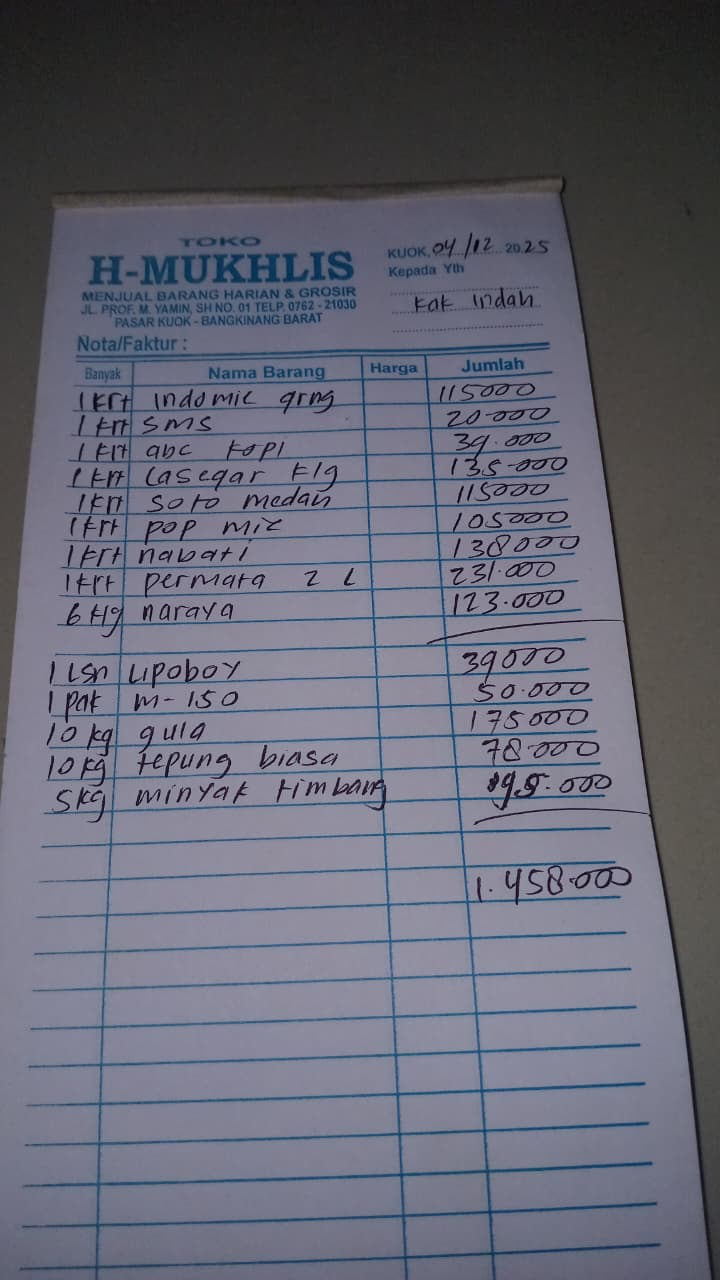 TOKO
H-MUKHLIS
MENJUAL BARANG HARIAN & GROSIR
JL. PROF. M. YAMIN, SH NO. 01 TELP. 0762 - 21030
PASAR KUOK - BANGKINANG BARAT
KUOK, 04/12 2025
Kepada Yth
kak indah
Nota/Faktur :
Banyak Nama Barang Harga Jumlah
1 krt indomie grng 115000
1 krt sms 20.000
1 krt abc kopi 39.000
1 krt lasegar klg 135.000
1 krt soto medan 115000
1 krt pop mie 105000
1 krt nabati 138000
1 krt permata 2 L 231.000
6 klg naraya 123.000
1 lsn lipoboy 39000
1 pak m-150 50.000
10 kg gula 175000
10 kg tepung biasa 78.000
5 kg minyak timbang 95.000
1.458.000